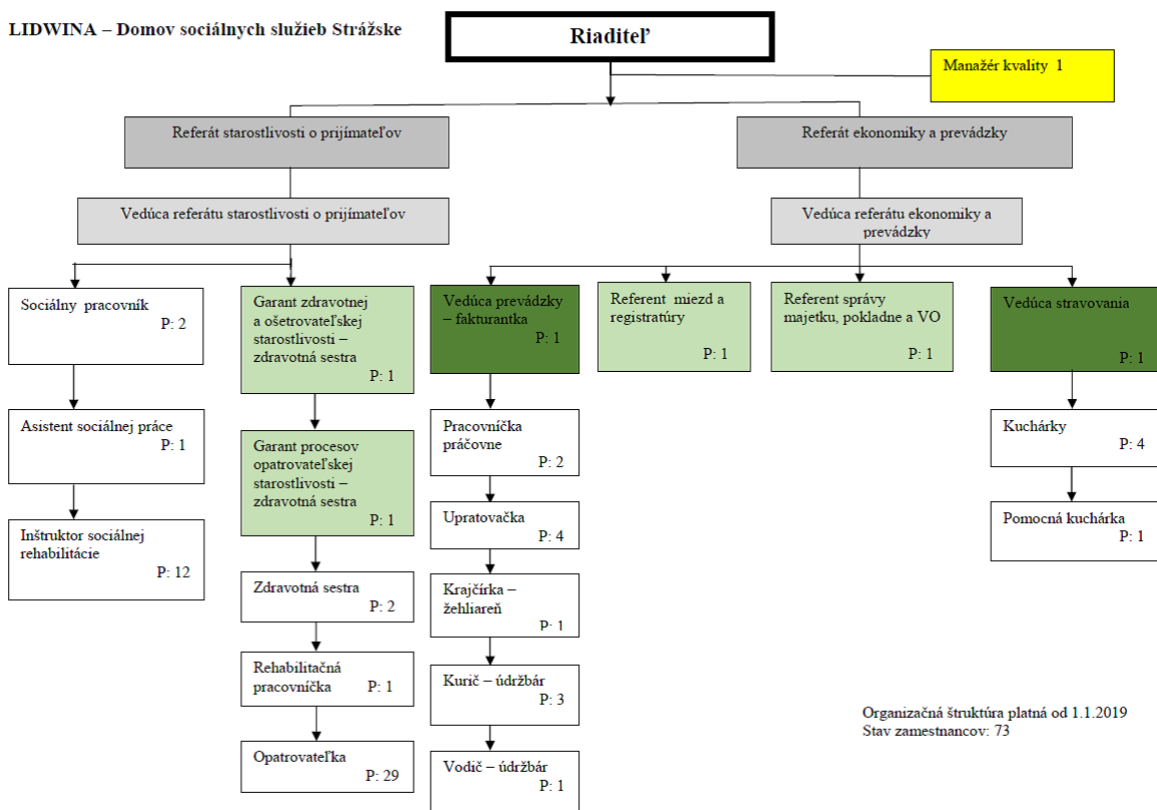 LIDWINA – Domov sociálnych služieb Strážske
Riaditeľ
Manažér kvality 1
Referát starostlivosti o prijímateľov
Referát ekonomiky a prevádzky
Vedúca referátu starostlivosti o prijímateľov
Vedúca referátu ekonomiky a
prevádzky
Sociálny pracovník
P: 2
Asistent sociálnej práce
P: 1
Inštruktor sociálnej
rehabilitácie
P: 12
Garant zdravotnej
a ošetrovateľskej
starostlivosti –
zdravotná sestra
P: 1
Garant procesov
opatrovateľskej
starostlivosti –
zdravotná sestra
P: 1
Zdravotná sestra
P: 2
Rehabilitačná
pracovníčka P: 1
Opatrovateľka
P: 29
Vedúca prevádzky
– fakturantka
P: 1
Pracovníčka
práčovne
P: 2
Upratovačka
P: 4
Krajčírka –
žehliareň
P: 1
Kurič – údržbár
P: 3
Vodič – údržbár
P: 1
Referent miezd a
registratúry
P: 1
Referent správy
majetku, pokladne a VO
P: 1
Vedúca stravovania
P: 1
Kuchárky
P: 4
Pomocná kuchárka
P: 1
Organizačná štruktúra platná od 1.1.2019
Stav zamestnancov: 73